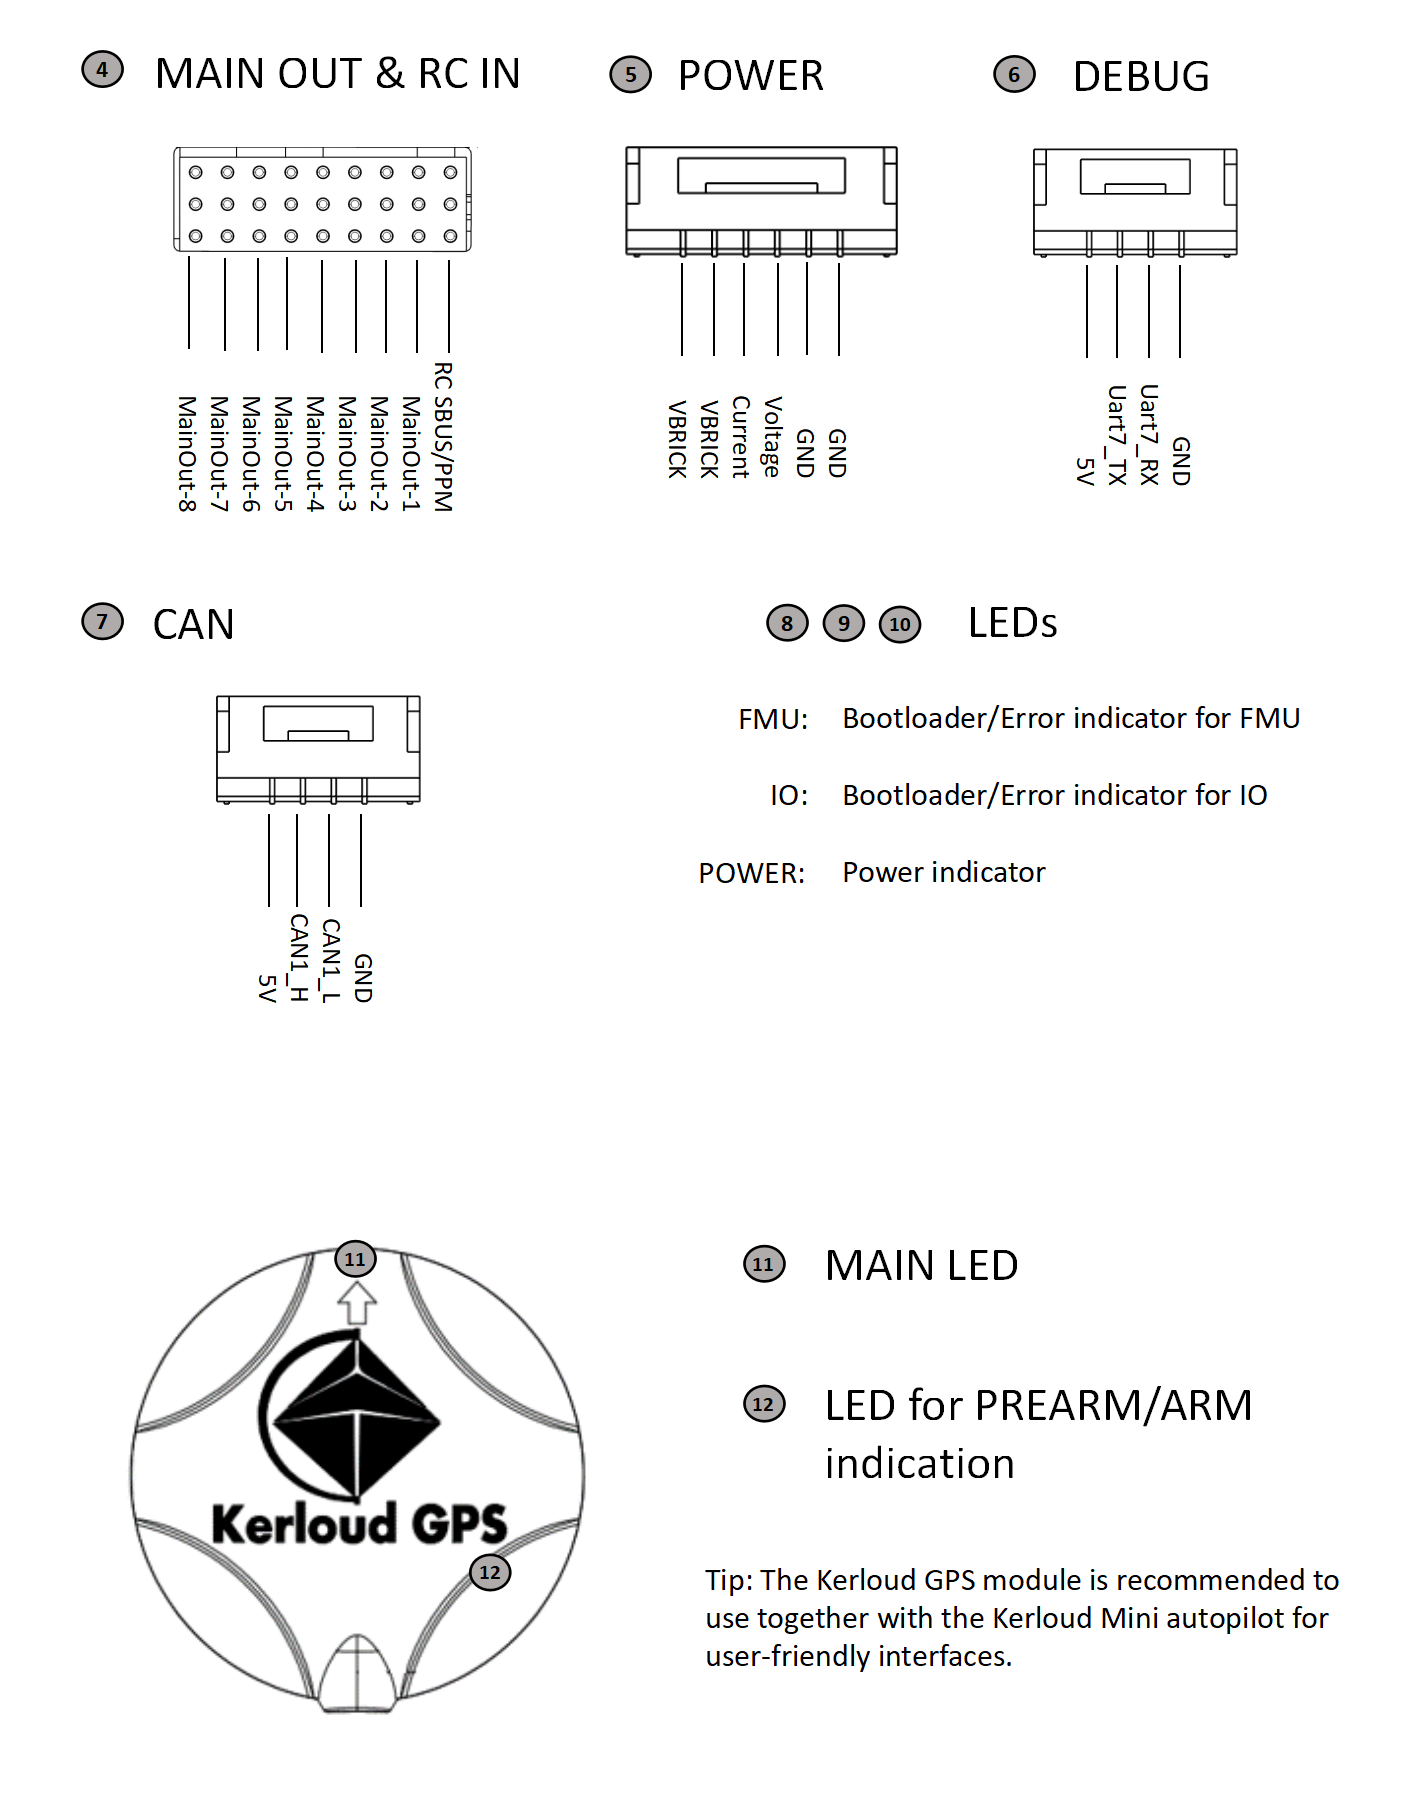 4 MAIN OUT & RC IN
MainOut-8
MainOut-7
MainOut-6
MainOut-5
MainOut-4
MainOut-3
MainOut-2
MainOut-1
RC SBUS/PPM
5 POWER
VBRICK
VBRICK
Current
Voltage
GND
GND
6 DEBUG
5V
Uart7_TX
Uart7_RX
GND
7 CAN
5V
CAN1_H
CAN1_L
GND
8 9 10 LEDs
FMU: Bootloader/Error indicator for FMU
IO: Bootloader/Error indicator for IO
POWER: Power indicator
11
Kerloud GPS
12
11 MAIN LED
12 LED for PREARM/ARM
indication
Tip: The Kerloud GPS module is recommended to
use together with the Kerloud Mini autopilot for
user-friendly interfaces.